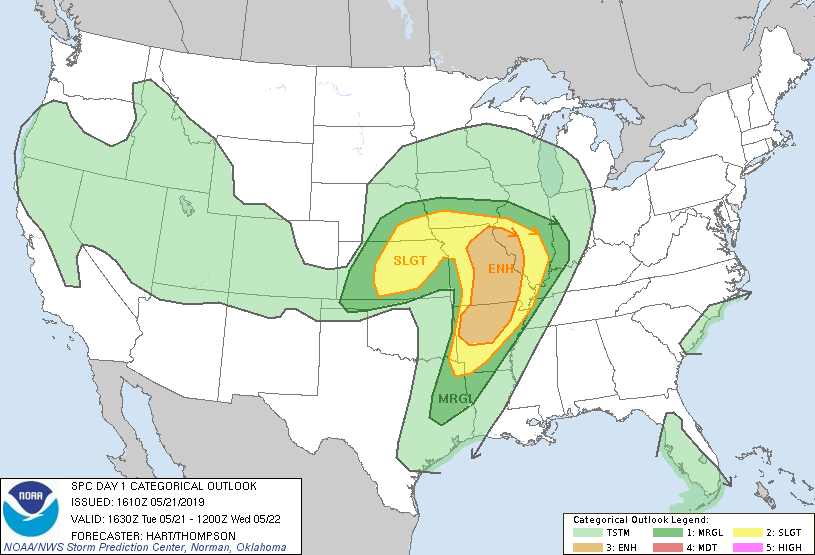 SLGT
ENH
MRGL
NOAA
SPC DAY 1 CATEGORICAL OUTLOOK
ISSUED: 1610Z 05/21/2019
VALID: 1630Z Tue 05/21 - 1200Z Wed 05/22
FORECASTER: HART/THOMPSON
NOAA/NWS Storm Prediction Center, Norman, Oklahoma
Categorical Outlook Legend:
TSTM 1: MRGL 2: SLGT
3: ENH 4: MDT 5: HIGH